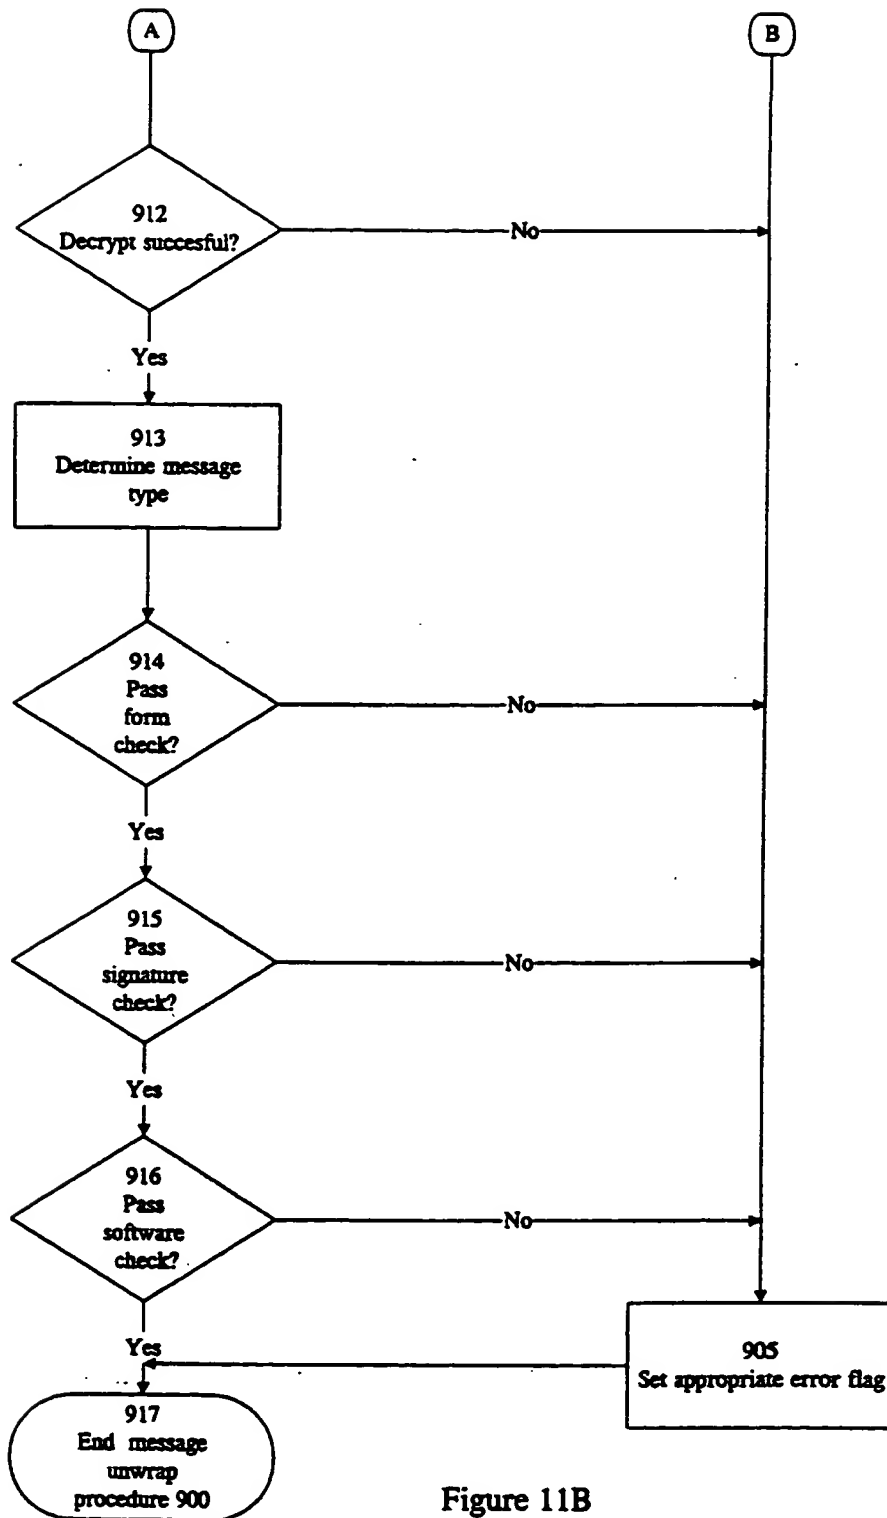 A
B
912
Decrypt succesful?
No
Yes
913
Determine message
type
914
Pass
form
check?
No
Yes
915
Pass
signature
check?
No
Yes
916
Pass
software
check?
No
Yes
905
Set appropriate error flag
917
End message
unwrap
procedure 900
Figure 11B